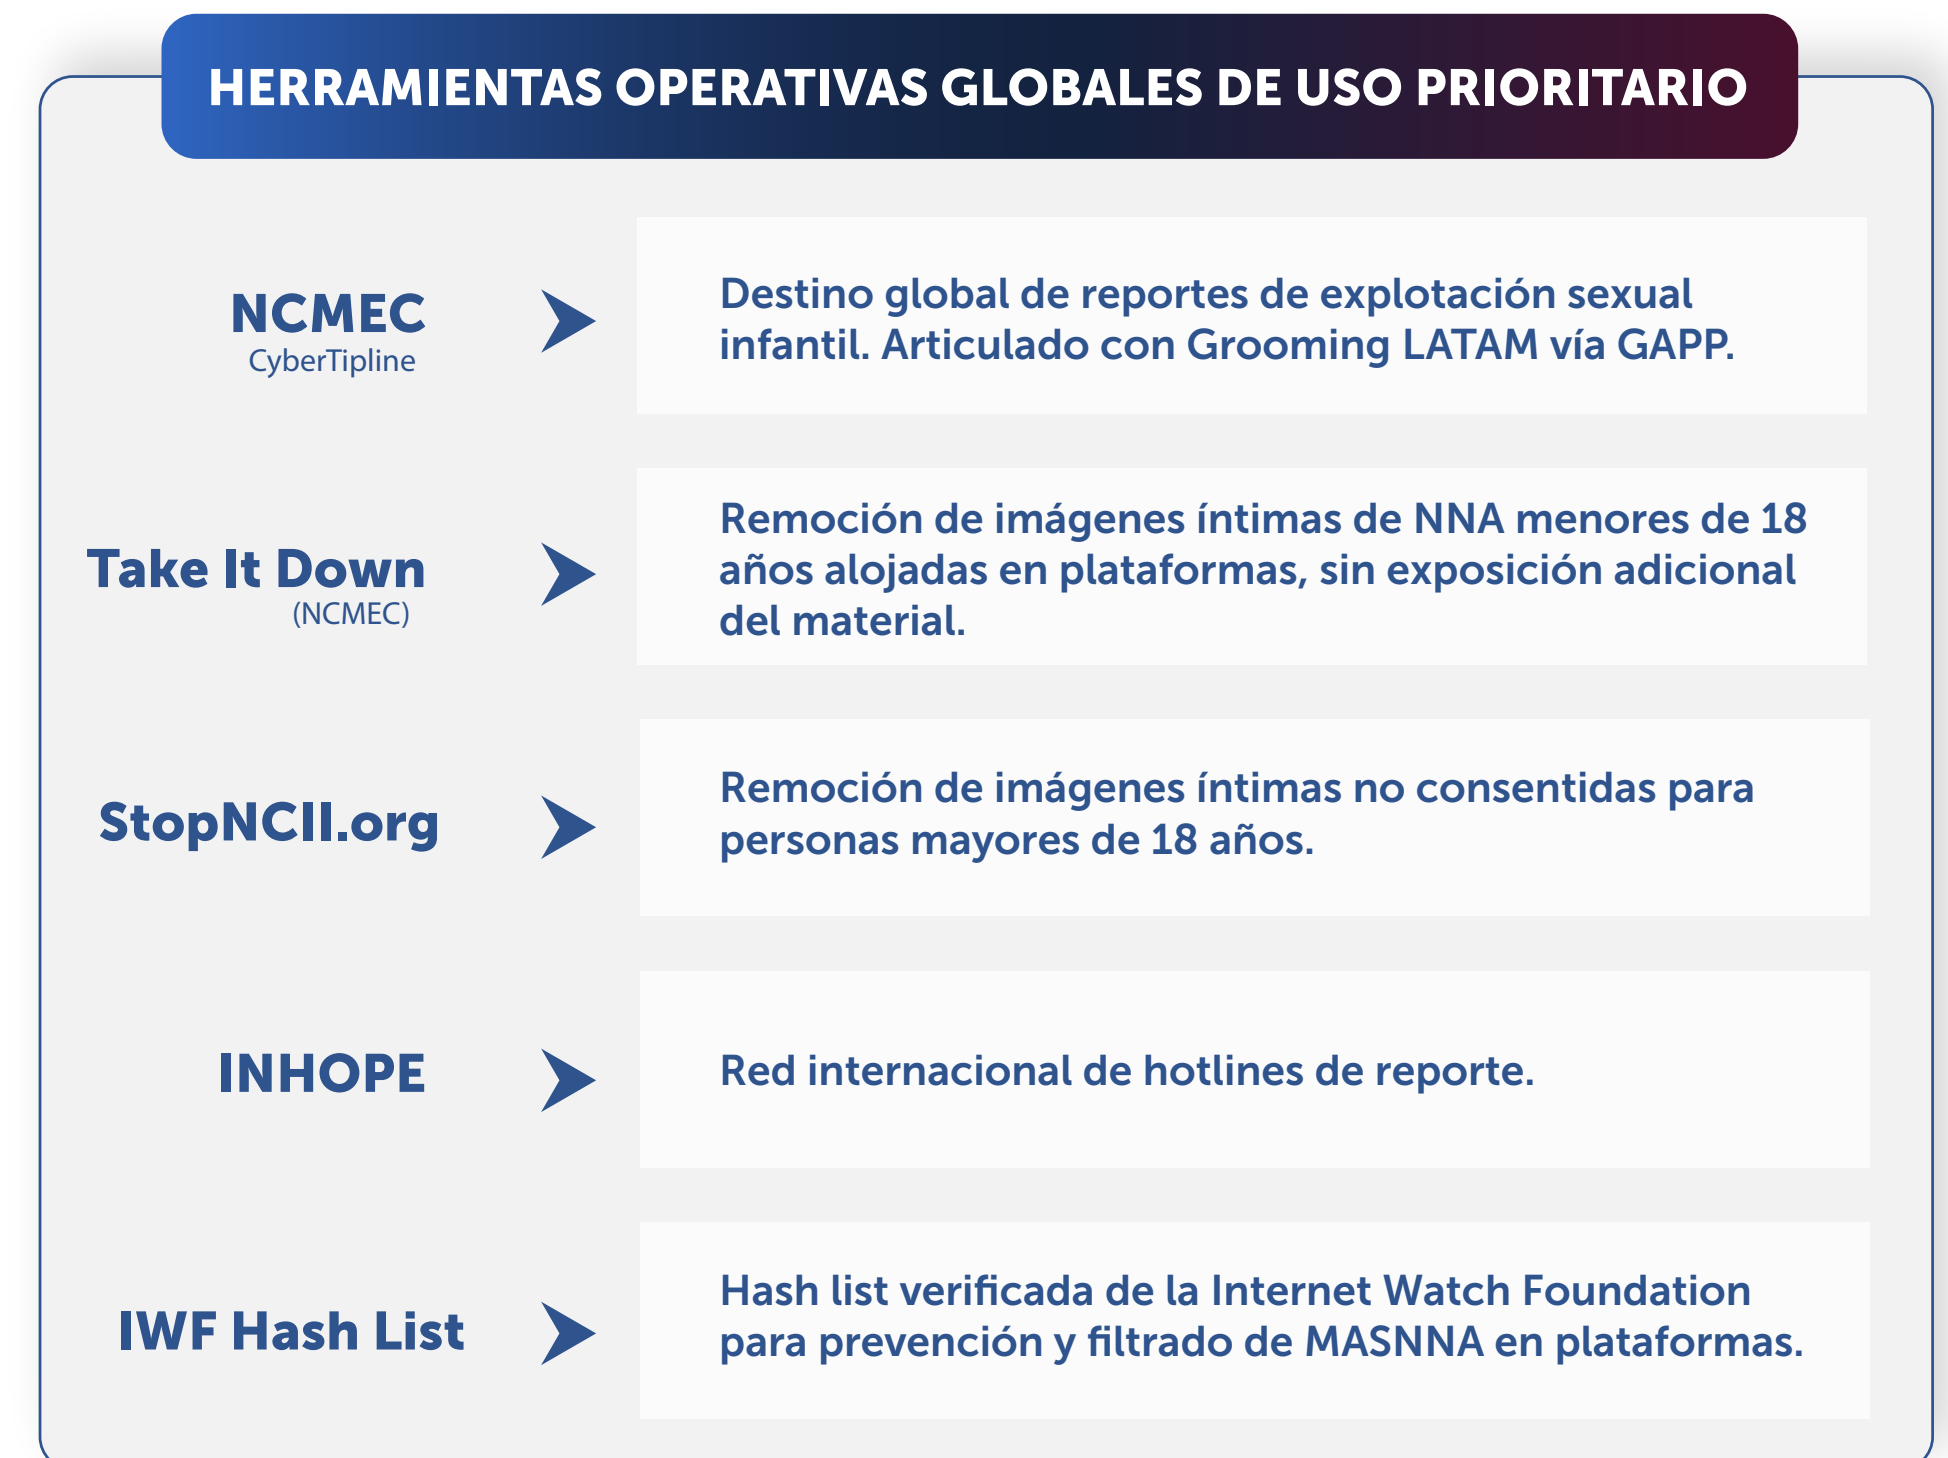 HERRAMIENTAS OPERATIVAS GLOBALES DE USO PRIORITARIO
NCMEC
CyberTipline
Destino global de reportes de explotación sexual
infantil. Articulado con Grooming LATAM vía GAPP.
Take It Down
(NCMEC)
Remoción de imágenes íntimas de NNA menores de 18
años alojadas en plataformas, sin exposición adicional
del material.
StopNCII.org
Remoción de imágenes íntimas no consentidas para
personas mayores de 18 años.
INHOPE
Red internacional de hotlines de reporte.
IWF Hash List
Hash list verificada de la Internet Watch Foundation
para prevención y filtrado de MASNNA en plataformas.